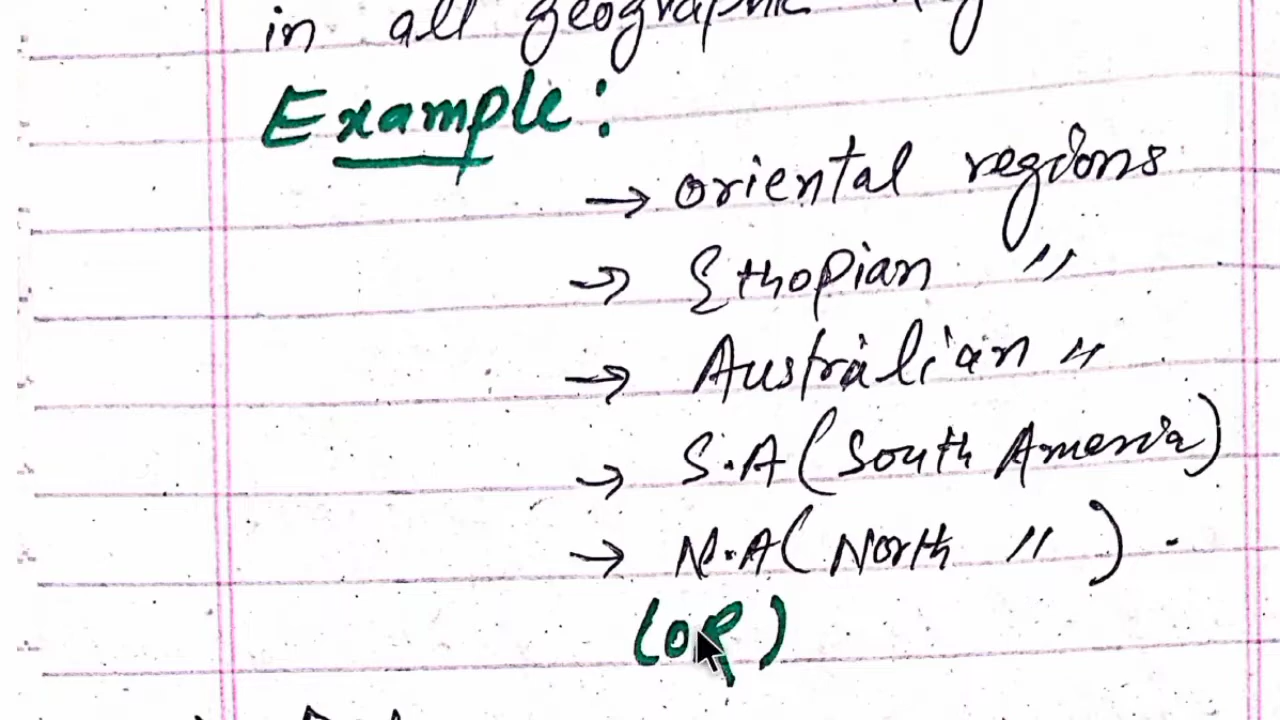 in all geographic
Example:
→ oriental regions
→ Ethopian "
→ Australian "
→ S.A (South America)
→ N.A (North " ) .
(OR)